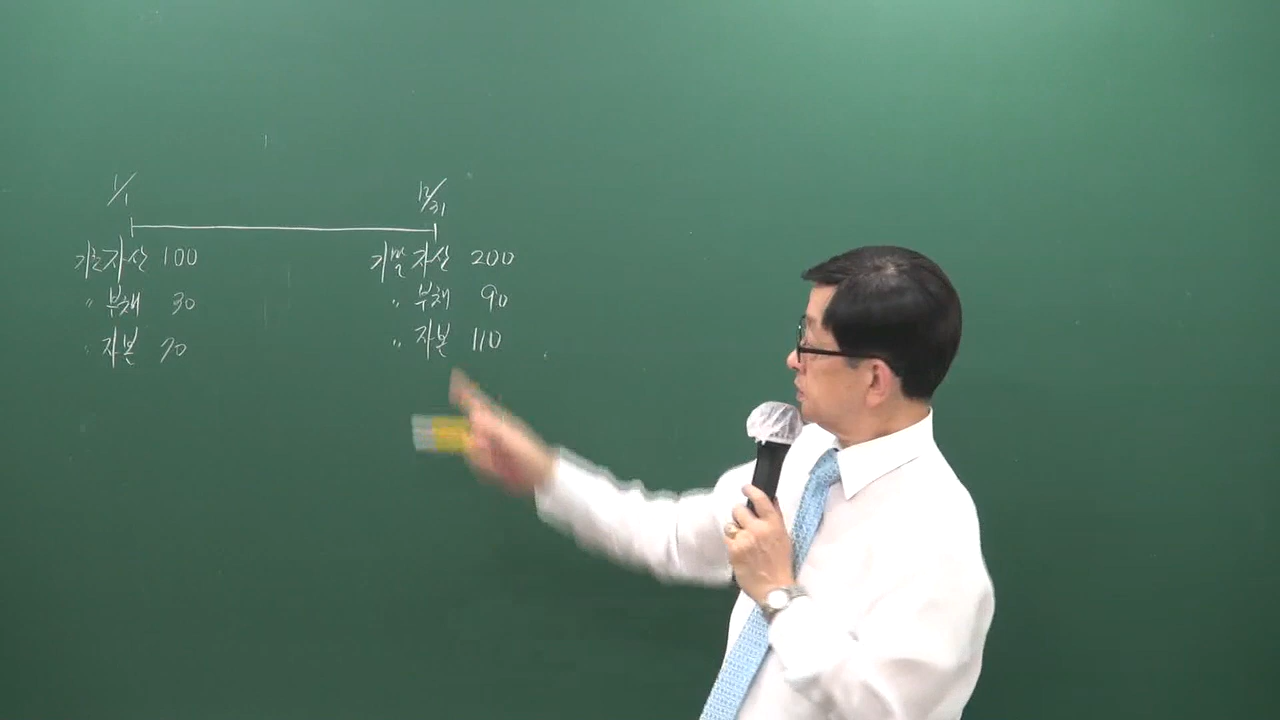 1/1
12/31
기초자산 100
기말 자산 200
〃 부채 30
〃 부채 90
〃 자본 70
〃 자본 110